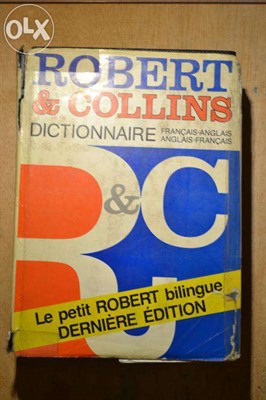 OLX
ROBERT
& COLLINS
DICTIONNAIRE FRANÇAIS-ANGLAIS
ANGLAIS-FRANÇAIS
R&C
Le petit ROBERT bilingue
DERNIÈRE ÉDITION